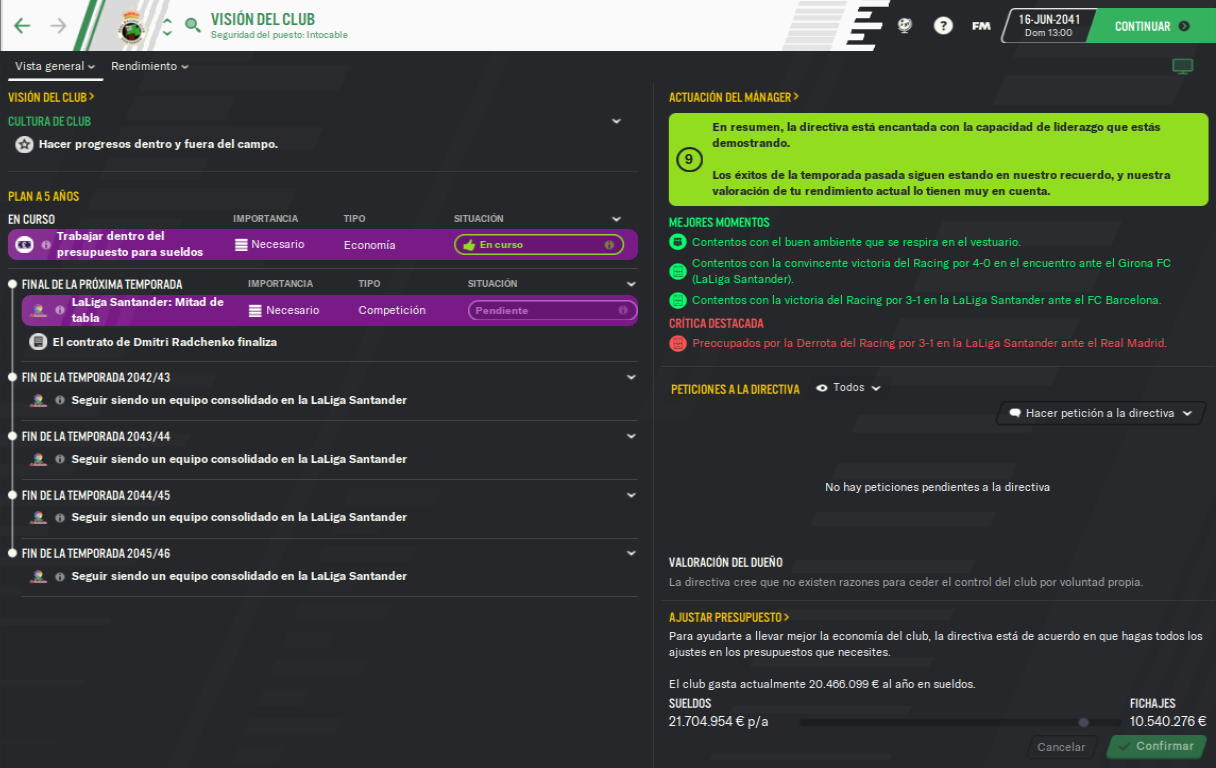 VISIÓN DEL CLUB
Seguridad del puesto: Intocable
?
FM
16-JUN-2041
Dom 13:00
CONTINUAR
Vista general
Rendimiento
VISIÓN DEL CLUB >
CULTURA DE CLUB
Hacer progresos dentro y fuera del campo.
PLAN A 5 AÑOS
EN CURSO IMPORTANCIA TIPO SITUACIÓN
Trabajar dentro del
presupuesto para sueldos
Necesario
Economía
En curso
FINAL DE LA PRÓXIMA TEMPORADA IMPORTANCIA TIPO SITUACIÓN
LaLiga Santander: Mitad de
tabla
Necesario
Competición
Pendiente
El contrato de Dmitri Radchenko finaliza
FIN DE LA TEMPORADA 2042/43
Seguir siendo un equipo consolidado en la LaLiga Santander
FIN DE LA TEMPORADA 2043/44
Seguir siendo un equipo consolidado en la LaLiga Santander
FIN DE LA TEMPORADA 2044/45
Seguir siendo un equipo consolidado en la LaLiga Santander
FIN DE LA TEMPORADA 2045/46
Seguir siendo un equipo consolidado en la LaLiga Santander
ACTUACIÓN DEL MÁNAGER >
9
En resumen, la directiva está encantada con la capacidad de liderazgo que estás
demostrando.
Los éxitos de la temporada pasada siguen estando en nuestro recuerdo, y nuestra
valoración de tu rendimiento actual lo tienen muy en cuenta.
MEJORES MOMENTOS
Contentos con el buen ambiente que se respira en el vestuario.
Contentos con la convincente victoria del Racing por 4-0 en el encuentro ante el Girona FC
(LaLiga Santander).
Contentos con la victoria del Racing por 3-1 en la LaLiga Santander ante el FC Barcelona.
CRÍTICA DESTACADA
Preocupados por la Derrota del Racing por 3-1 en la LaLiga Santander ante el Real Madrid.
PETICIONES A LA DIRECTIVA
Todos
Hacer petición a la directiva
No hay peticiones pendientes a la directiva
VALORACIÓN DEL DUEÑO
La directiva cree que no existen razones para ceder el control del club por voluntad propia.
AJUSTAR PRESUPUESTO >
Para ayudarte a llevar mejor la economía del club, la directiva está de acuerdo en que hagas todos los
ajustes en los presupuestos que necesites.
El club gasta actualmente 20.466.099 € al año en sueldos.
SUELDOS
FICHAJES
21.704.954 € p/a
10.540.276 €
Cancelar
Confirmar